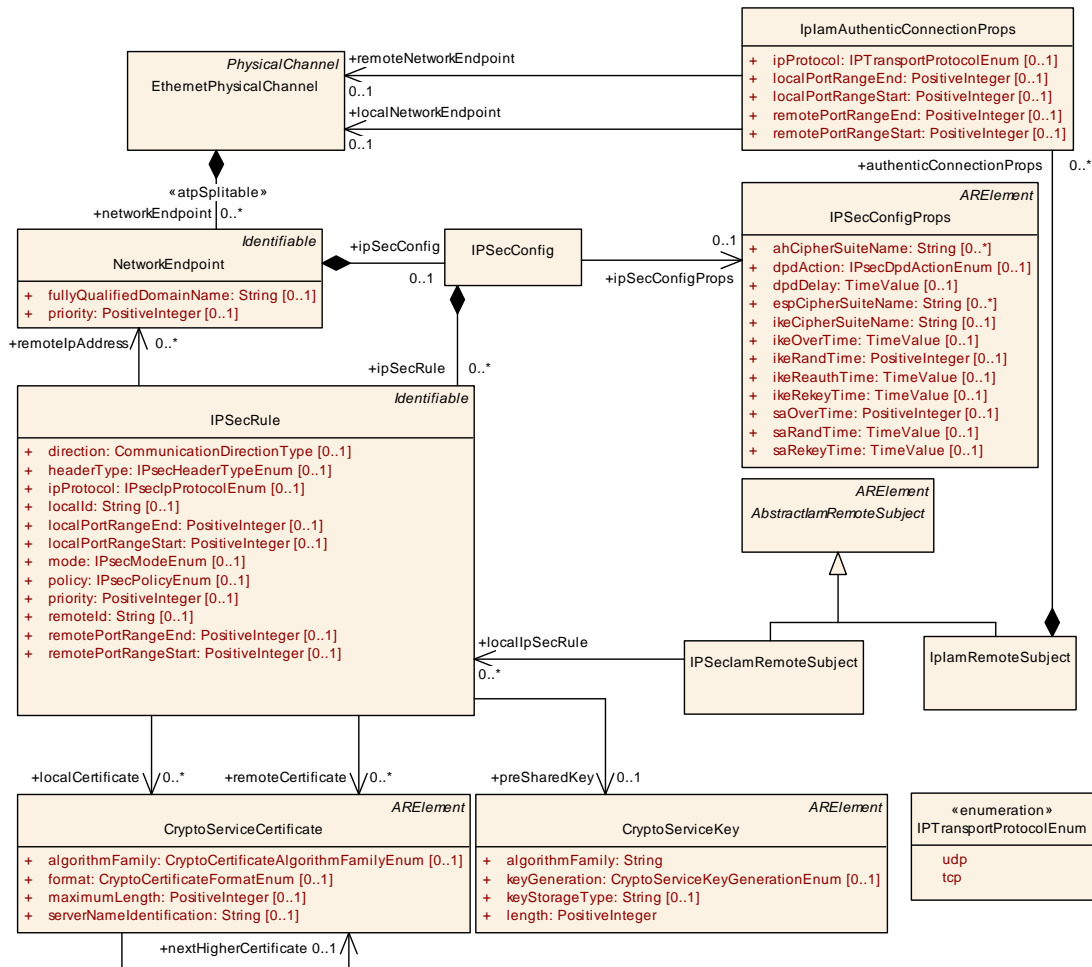 IpIamAuthenticConnectionProps
+ ipProtocol: IPTransportProtocolEnum [0..1]
+ localPortRangeEnd: PositiveInteger [0..1]
+ localPortRangeStart: PositiveInteger [0..1]
+ remotePortRangeEnd: PositiveInteger [0..1]
+ remotePortRangeStart: PositiveInteger [0..1]
PhysicalChannel
EthernetPhysicalChannel
+remoteNetworkEndpoint
0..1
+localNetworkEndpoint
0..1
+authenticConnectionProps 0..*
«atpSplitable»
+networkEndpoint 0..*
Identifiable
NetworkEndpoint
+ fullyQualifiedDomainName: String [0..1]
+ priority: PositiveInteger [0..1]
+ipSecConfig
0..1
IPSecConfig
0..1
+ipSecConfigProps
ARElement
IPSecConfigProps
+ ahCipherSuiteName: String [0..*]
+ dpdAction: IPsecDpdActionEnum [0..1]
+ dpdDelay: TimeValue [0..1]
+ espCipherSuiteName: String [0..*]
+ ikeCipherSuiteName: String [0..1]
+ ikeOverTime: TimeValue [0..1]
+ ikeRandTime: PositiveInteger [0..1]
+ ikeReauthTime: TimeValue [0..1]
+ ikeRekeyTime: TimeValue [0..1]
+ saOverTime: PositiveInteger [0..1]
+ saRandTime: TimeValue [0..1]
+ saRekeyTime: TimeValue [0..1]
+remoteIpAddress 0..*
+ipSecRule 0..*
Identifiable
IPSecRule
+ direction: CommunicationDirectionType [0..1]
+ headerType: IPsecHeaderTypeEnum [0..1]
+ ipProtocol: IPsecIpProtocolEnum [0..1]
+ localId: String [0..1]
+ localPortRangeEnd: PositiveInteger [0..1]
+ localPortRangeStart: PositiveInteger [0..1]
+ mode: IPsecModeEnum [0..1]
+ policy: IPsecPolicyEnum [0..1]
+ priority: PositiveInteger [0..1]
+ remoteId: String [0..1]
+ remotePortRangeEnd: PositiveInteger [0..1]
+ remotePortRangeStart: PositiveInteger [0..1]
ARElement
AbstractIamRemoteSubject
+localIpSecRule
0..*
IPSecIamRemoteSubject
IpIamRemoteSubject
+localCertificate 0..*
+remoteCertificate 0..*
+preSharedKey 0..1
ARElement
CryptoServiceCertificate
+ algorithmFamily: CryptoCertificateAlgorithmFamilyEnum [0..1]
+ format: CryptoCertificateFormatEnum [0..1]
+ maximumLength: PositiveInteger [0..1]
+ serverNameIdentification: String [0..1]
+nextHigherCertificate 0..1
ARElement
CryptoServiceKey
+ algorithmFamily: String
+ keyGeneration: CryptoServiceKeyGenerationEnum [0..1]
+ keyStorageType: String [0..1]
+ length: PositiveInteger
«enumeration»
IPTransportProtocolEnum
udp
tcp